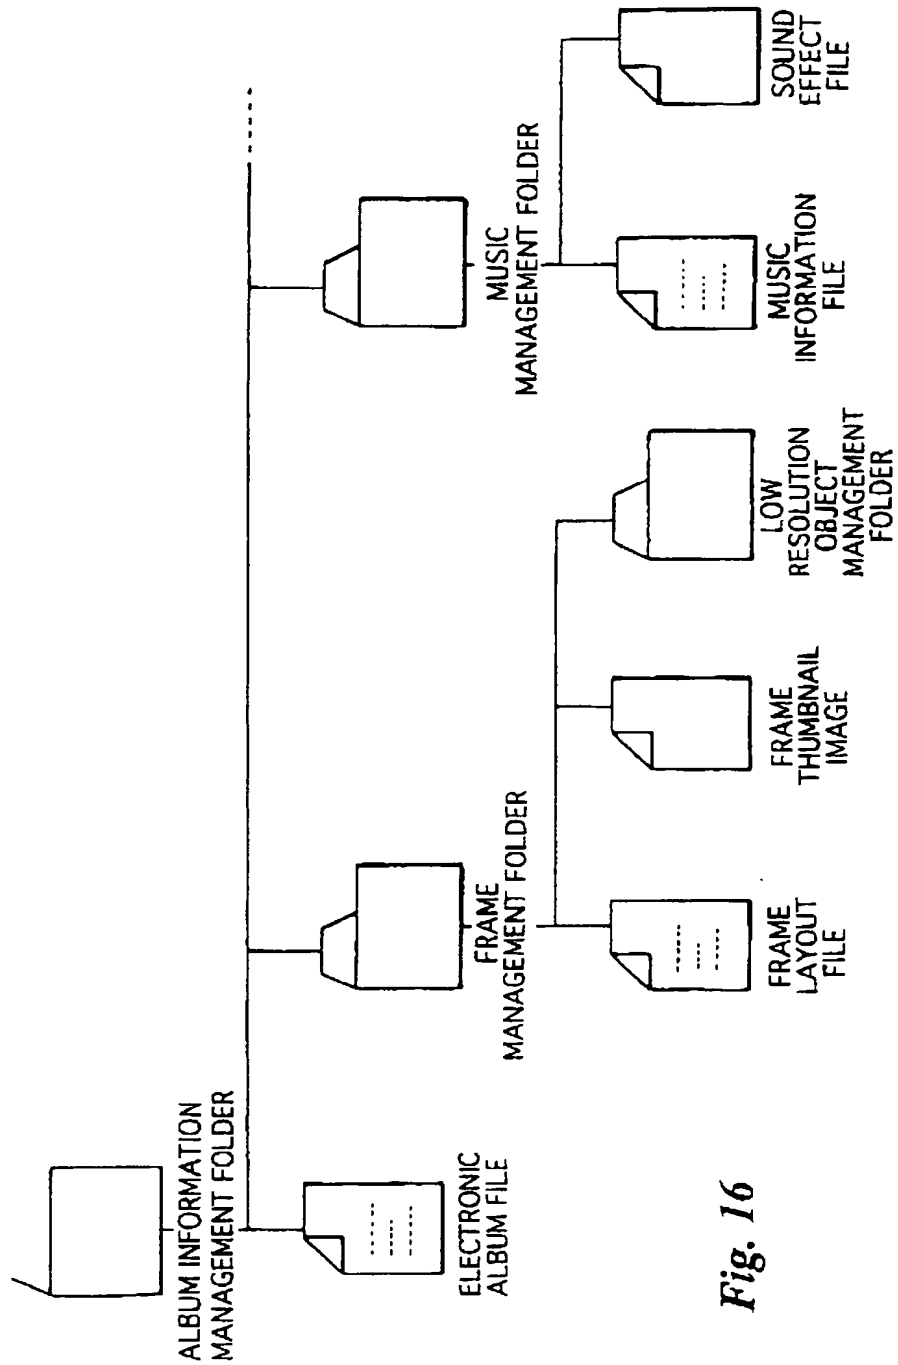 ALBUM INFORMATION
MANAGEMENT FOLDER
ELECTRONIC
ALBUM FILE
FRAME
MANAGEMENT FOLDER
FRAME
LAYOUT
FILE
FRAME
THUMBNAIL
IMAGE
LOW
RESOLUTION
OBJECT
MANAGEMENT
FOLDER
MUSIC
MANAGEMENT FOLDER
MUSIC
INFORMATION
FILE
SOUND
EFFECT
FILE
Fig. 16